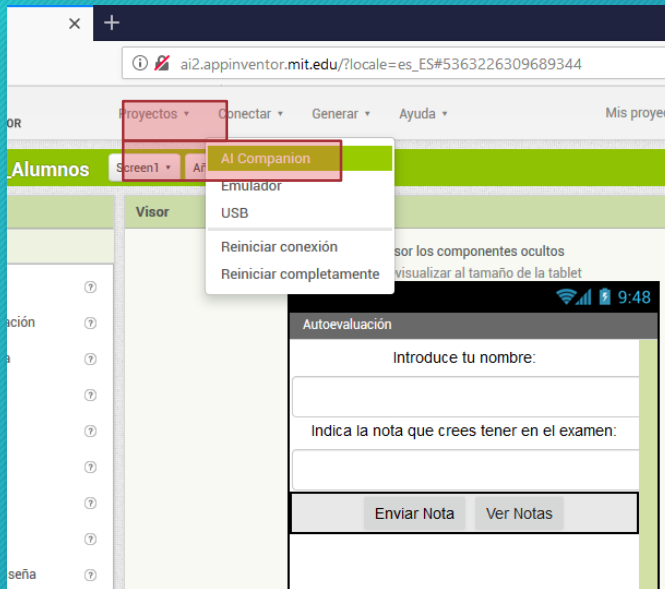 ai2.appinventor.mit.edu/?locale=es_ES#5363226309689344
OR
Proyectos Conectar Generar Ayuda Mis proyec
_Alumnos Screen1 Añ
AI Companion
Emulador
USB
Reiniciar conexión
Reiniciar completamente
Visor
sor los componentes ocultos
visualizar al tamaño de la tablet
ación
a
seña
9:48
Autoevaluación
Introduce tu nombre:
Indica la nota que crees tener en el examen:
Enviar Nota Ver Notas